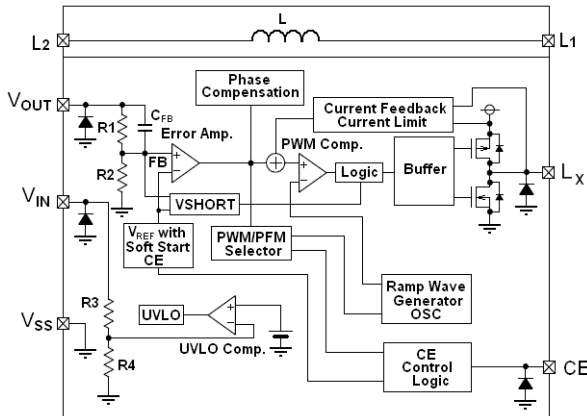 L2
L
L1
Phase
Compensation
VOUT
CFB
R1
Error Amp.
Current Feedback
Current Limit
PWM Comp.
+
−
FB
+
−
Logic
Buffer
LX
R2
VSHORT
VIN
VREF with
Soft Start
CE
PWM/PFM
Selector
Ramp Wave
Generator
OSC
R3
UVLO
+
−
VSS
R4
UVLO Comp.
CE
Control
Logic
CE